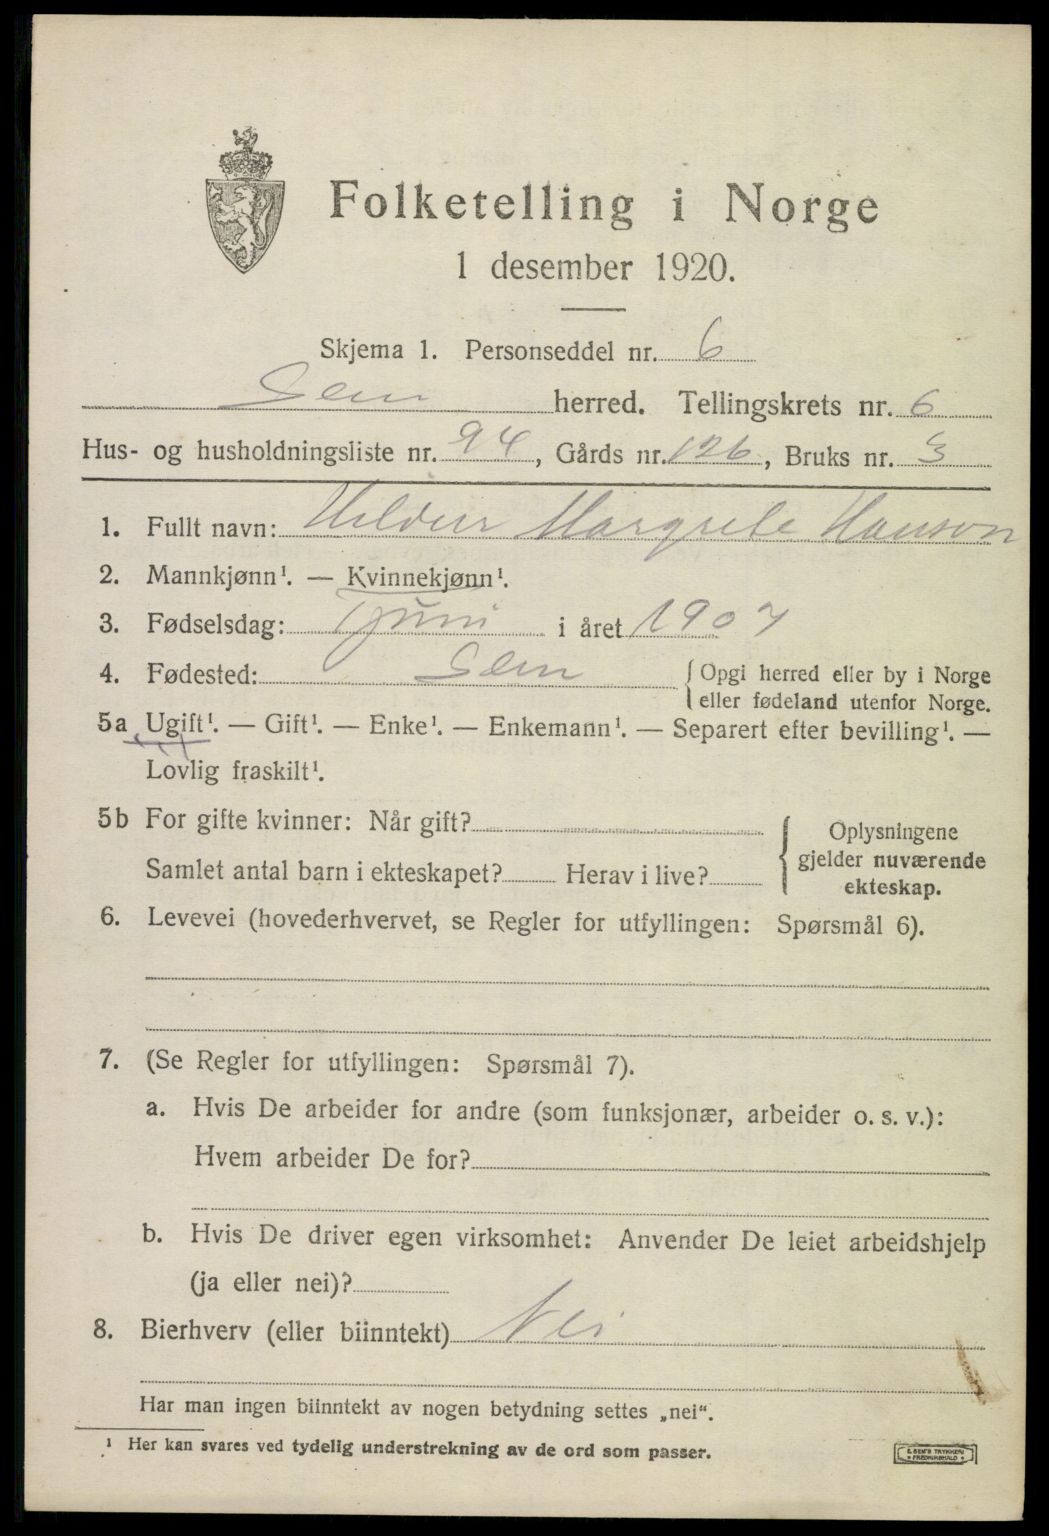 Folketelling i Norge
1 desember 1920.
Skjema 1. Personseddel nr. 6
Sem herred. Tellingskrets nr. 6
Hus- og husholdningsliste nr. 94, Gårds nr. 126, Bruks nr. 3
1. Fullt navn: Hildur Margrete Hanson
2. Mannkjønn¹. — Kvinnekjønn¹.
3. Fødselsdag: juni i året 1907
4. Fødested: Sem { Opgi herred eller by i Norge
eller fødeland utenfor Norge.
5a Ugift¹. — Gift¹. — Enke¹. — Enkemann¹. — Separert efter bevilling¹. —
Lovlig fraskilt¹.
5b For gifte kvinner: Når gift?
Samlet antal barn i ekteskapet? Herav i live?
{ Oplysningene
gjelder nuværende
ekteskap.
6. Levevei (hovederhvervet, se Regler for utfyllingen: Spørsmål 6).
7. (Se Regler for utfyllingen: Spørsmål 7).
a. Hvis De arbeider for andre (som funksjonær, arbeider o. s. v.):
Hvem arbeider De for?
b. Hvis De driver egen virksomhet: Anvender De leiet arbeidshjelp
(ja eller nei)?
8. Bierhverv (eller biinntekt) Nei
Har man ingen biinntekt av nogen betydning settes „nei“.
¹ Her kan svares ved tydelig understrekning av de ord som passer.
E. SEM'S TRYKKERI
FREDRIKSHALD